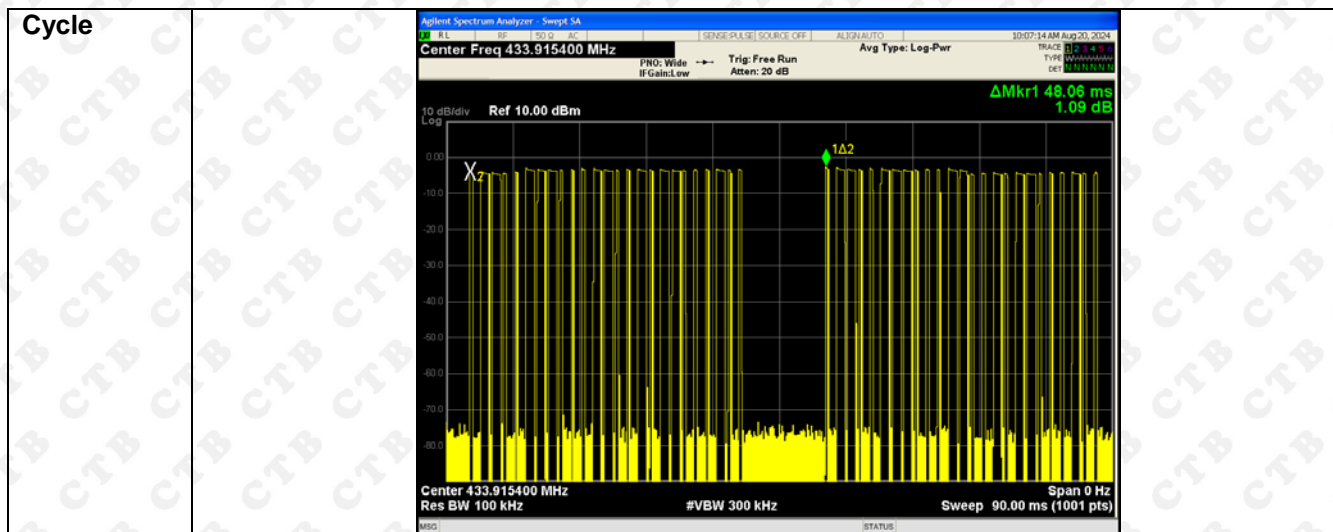 Cycle
Agilent Spectrum Analyzer - Swept SA
RL RF 50 Ω AC SENSE:PULSE SOURCE OFF ALIGN AUTO 10:07:14 AM Aug 20, 2024
Center Freq 433.915400 MHz
PNO: Wide
IFGain:Low
Trig: Free Run
Atten: 20 dB
Avg Type: Log-Pwr
TRACE 1 2 3 4 5 6
TYPE
DET N N N N N N
ΔMkr1 48.06 ms
1.09 dB
10 dB/div Ref 10.00 dBm
Log
1Δ2
0.00
X2
-10.0
-20.0
-30.0
-40.0
-50.0
-60.0
-70.0
-80.0
Center 433.915400 MHz Span 0 Hz
Res BW 100 kHz #VBW 300 kHz Sweep 90.00 ms (1001 pts)
MSG STATUS
CTB